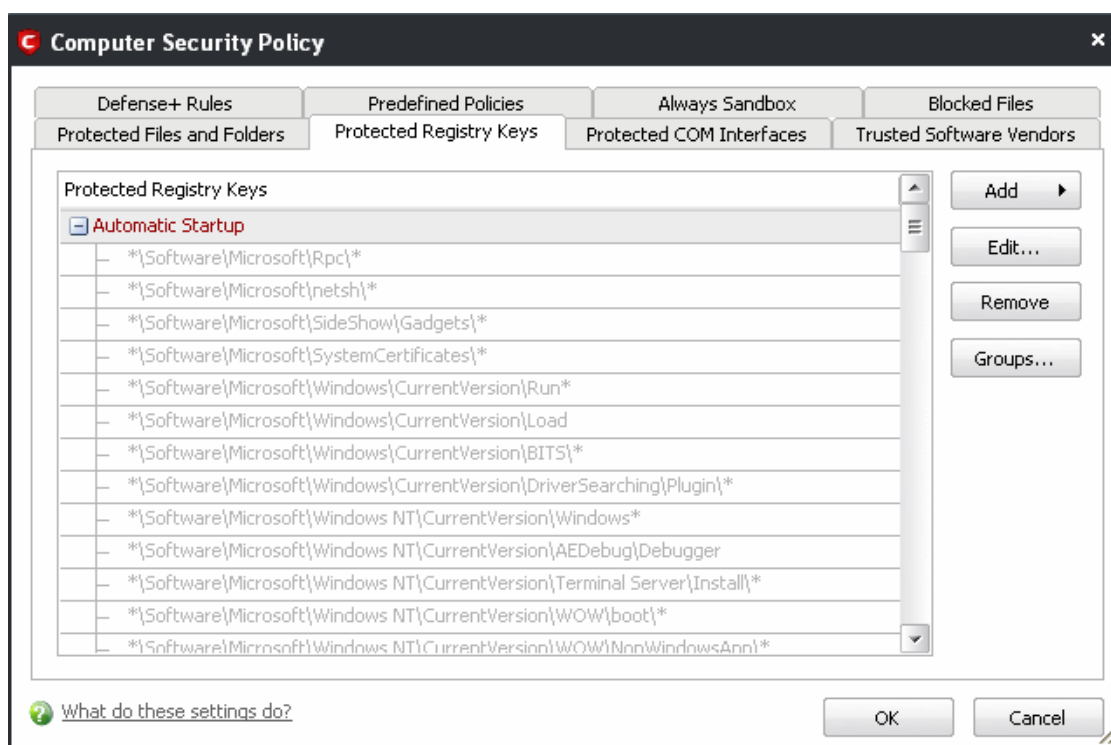 Computer Security Policy
Defense+ Rules
Predefined Policies
Always Sandbox
Blocked Files
Protected Files and Folders
Protected Registry Keys
Protected COM Interfaces
Trusted Software Vendors
Protected Registry Keys
Automatic Startup
*\Software\Microsoft\Rpc\*
*\Software\Microsoft\netsh\*
*\Software\Microsoft\SideShow\Gadgets\*
*\Software\Microsoft\SystemCertificates\*
*\Software\Microsoft\Windows\CurrentVersion\Run*
*\Software\Microsoft\Windows\CurrentVersion\Load
*\Software\Microsoft\Windows\CurrentVersion\BITS\*
*\Software\Microsoft\Windows\CurrentVersion\DriverSearching\Plugin\*
*\Software\Microsoft\Windows NT\CurrentVersion\Windows*
*\Software\Microsoft\Windows NT\CurrentVersion\AEDebug\Debugger
*\Software\Microsoft\Windows NT\CurrentVersion\Terminal Server\Install\*
*\Software\Microsoft\Windows NT\CurrentVersion\WOW\boot\*
*\Software\Microsoft\Windows NT\CurrentVersion\WOW\NonWindowsApp\*
Add
Edit...
Remove
Groups...
What do these settings do?
OK
Cancel